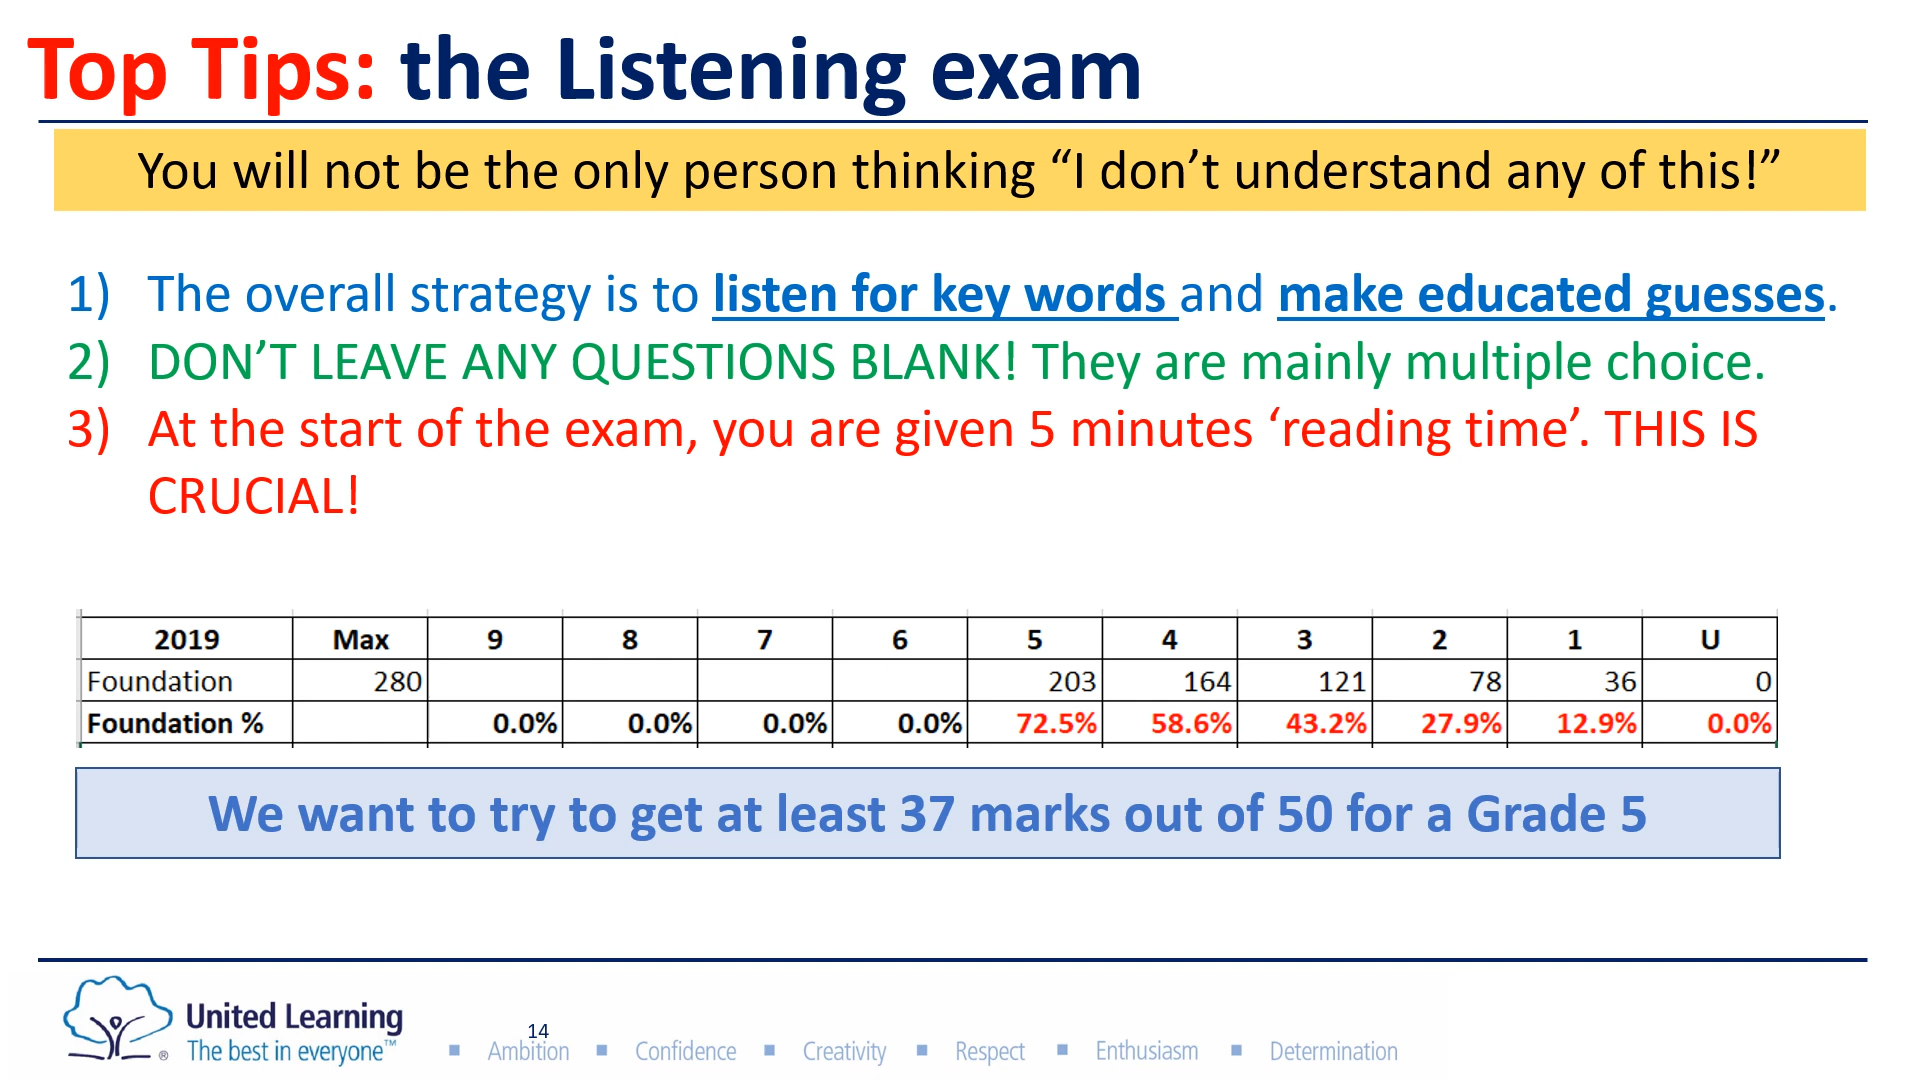 Top Tips: the Listening exam
You will not be the only person thinking “I don’t understand any of this!”
1) The overall strategy is to listen for key words and make educated guesses.
2) DON’T LEAVE ANY QUESTIONS BLANK! They are mainly multiple choice.
3) At the start of the exam, you are given 5 minutes ‘reading time’. THIS IS
CRUCIAL!
2019 Max 9 8 7 6 5 4 3 2 1 U
Foundation 280 203 164 121 78 36 0
Foundation % 0.0% 0.0% 0.0% 0.0% 72.5% 58.6% 43.2% 27.9% 12.9% 0.0%
We want to try to get at least 37 marks out of 50 for a Grade 5
United Learning
The best in everyone™
®
14
▪ Ambition ▪ Confidence ▪ Creativity ▪ Respect ▪ Enthusiasm ▪ Determination